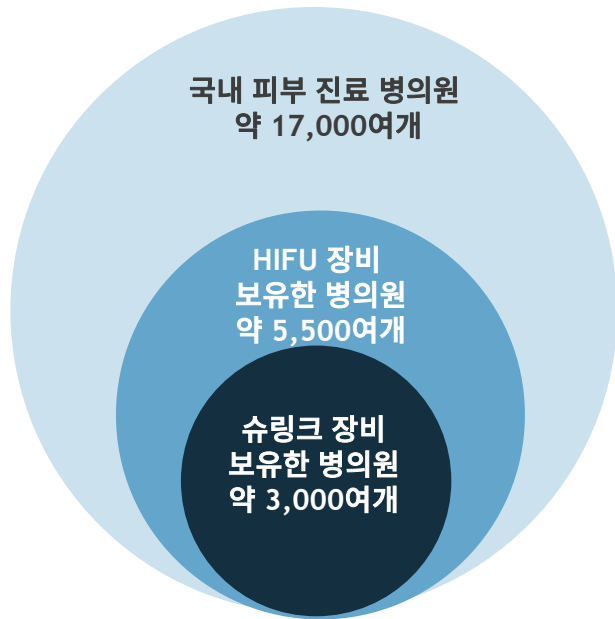 국내 피부 진료 병의원
약 17,000여개
HIFU 장비
보유한 병의원
약 5,500여개
슈링크 장비
보유한 병의원
약 3,000여개